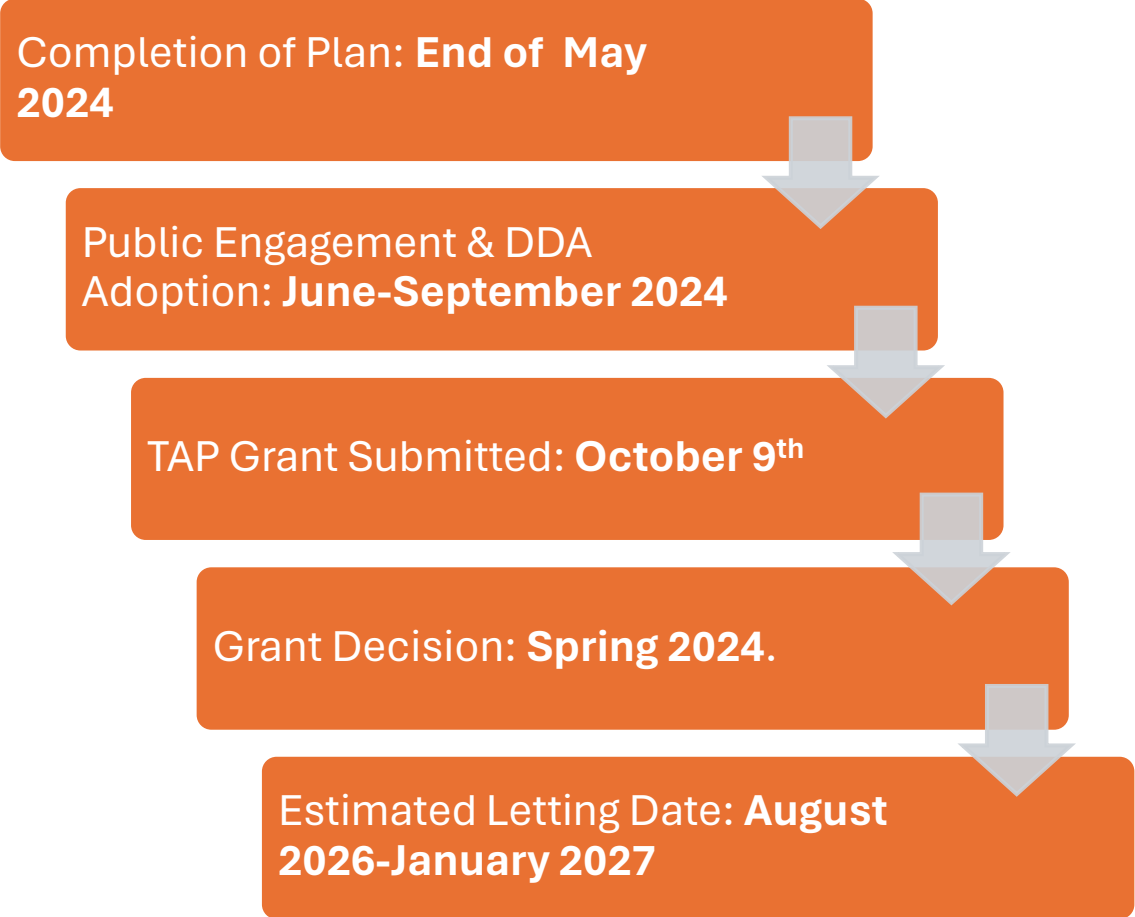 Completion of Plan: End of  May
2024
Public Engagement & DDA
Adoption: June-September 2024
TAP Grant Submitted: October 9th
Grant Decision: Spring 2024.
Estimated Letting Date: August
2026-January 2027